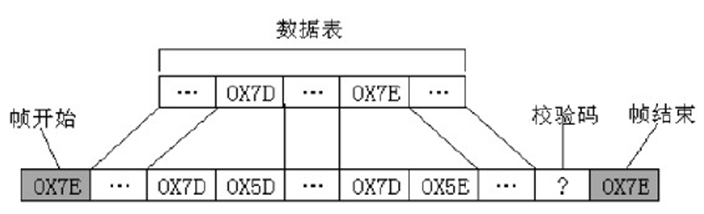 数据表
… 0X7D … 0X7E …
帧开始 校验码 帧结束
0X7E … 0X7D 0X5D … 0X7D 0X5E … ? 0X7E